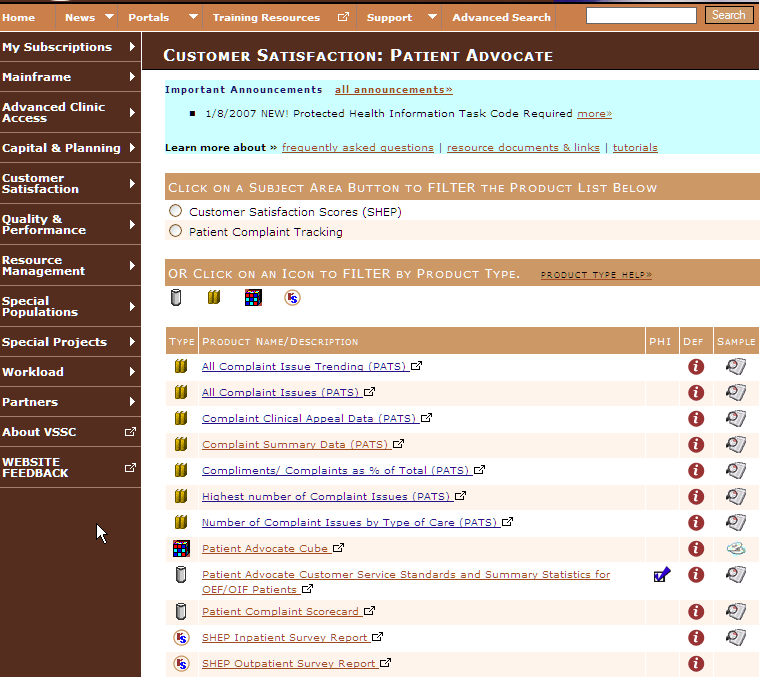 Home News Portals Training Resources Support Advanced Search Search
My Subscriptions
Mainframe
Advanced Clinic
Access
Capital & Planning
Customer
Satisfaction
Quality &
Performance
Resource
Management
Special
Populations
Special Projects
Workload
Partners
About VSSC
WEBSITE
FEEDBACK
Customer Satisfaction: Patient Advocate
Important Announcements all announcements»
1/8/2007 NEW! Protected Health Information Task Code Required more»
Learn more about » frequently asked questions | resource documents & links | tutorials
Click on a Subject Area Button to FILTER the Product List Below
Customer Satisfaction Scores (SHEP)
Patient Complaint Tracking
OR Click on an Icon to FILTER by Product Type. product type help»
Type Product Name/Description PHI Def Sample
All Complaint Issue Trending (PATS)
All Complaint Issues (PATS)
Complaint Clinical Appeal Data (PATS)
Complaint Summary Data (PATS)
Compliments/ Complaints as % of Total (PATS)
Highest number of Complaint Issues (PATS)
Number of Complaint Issues by Type of Care (PATS)
Patient Advocate Cube
Patient Advocate Customer Service Standards and Summary Statistics for
OEF/OIF Patients
Patient Complaint Scorecard
SHEP Inpatient Survey Report
SHEP Outpatient Survey Report